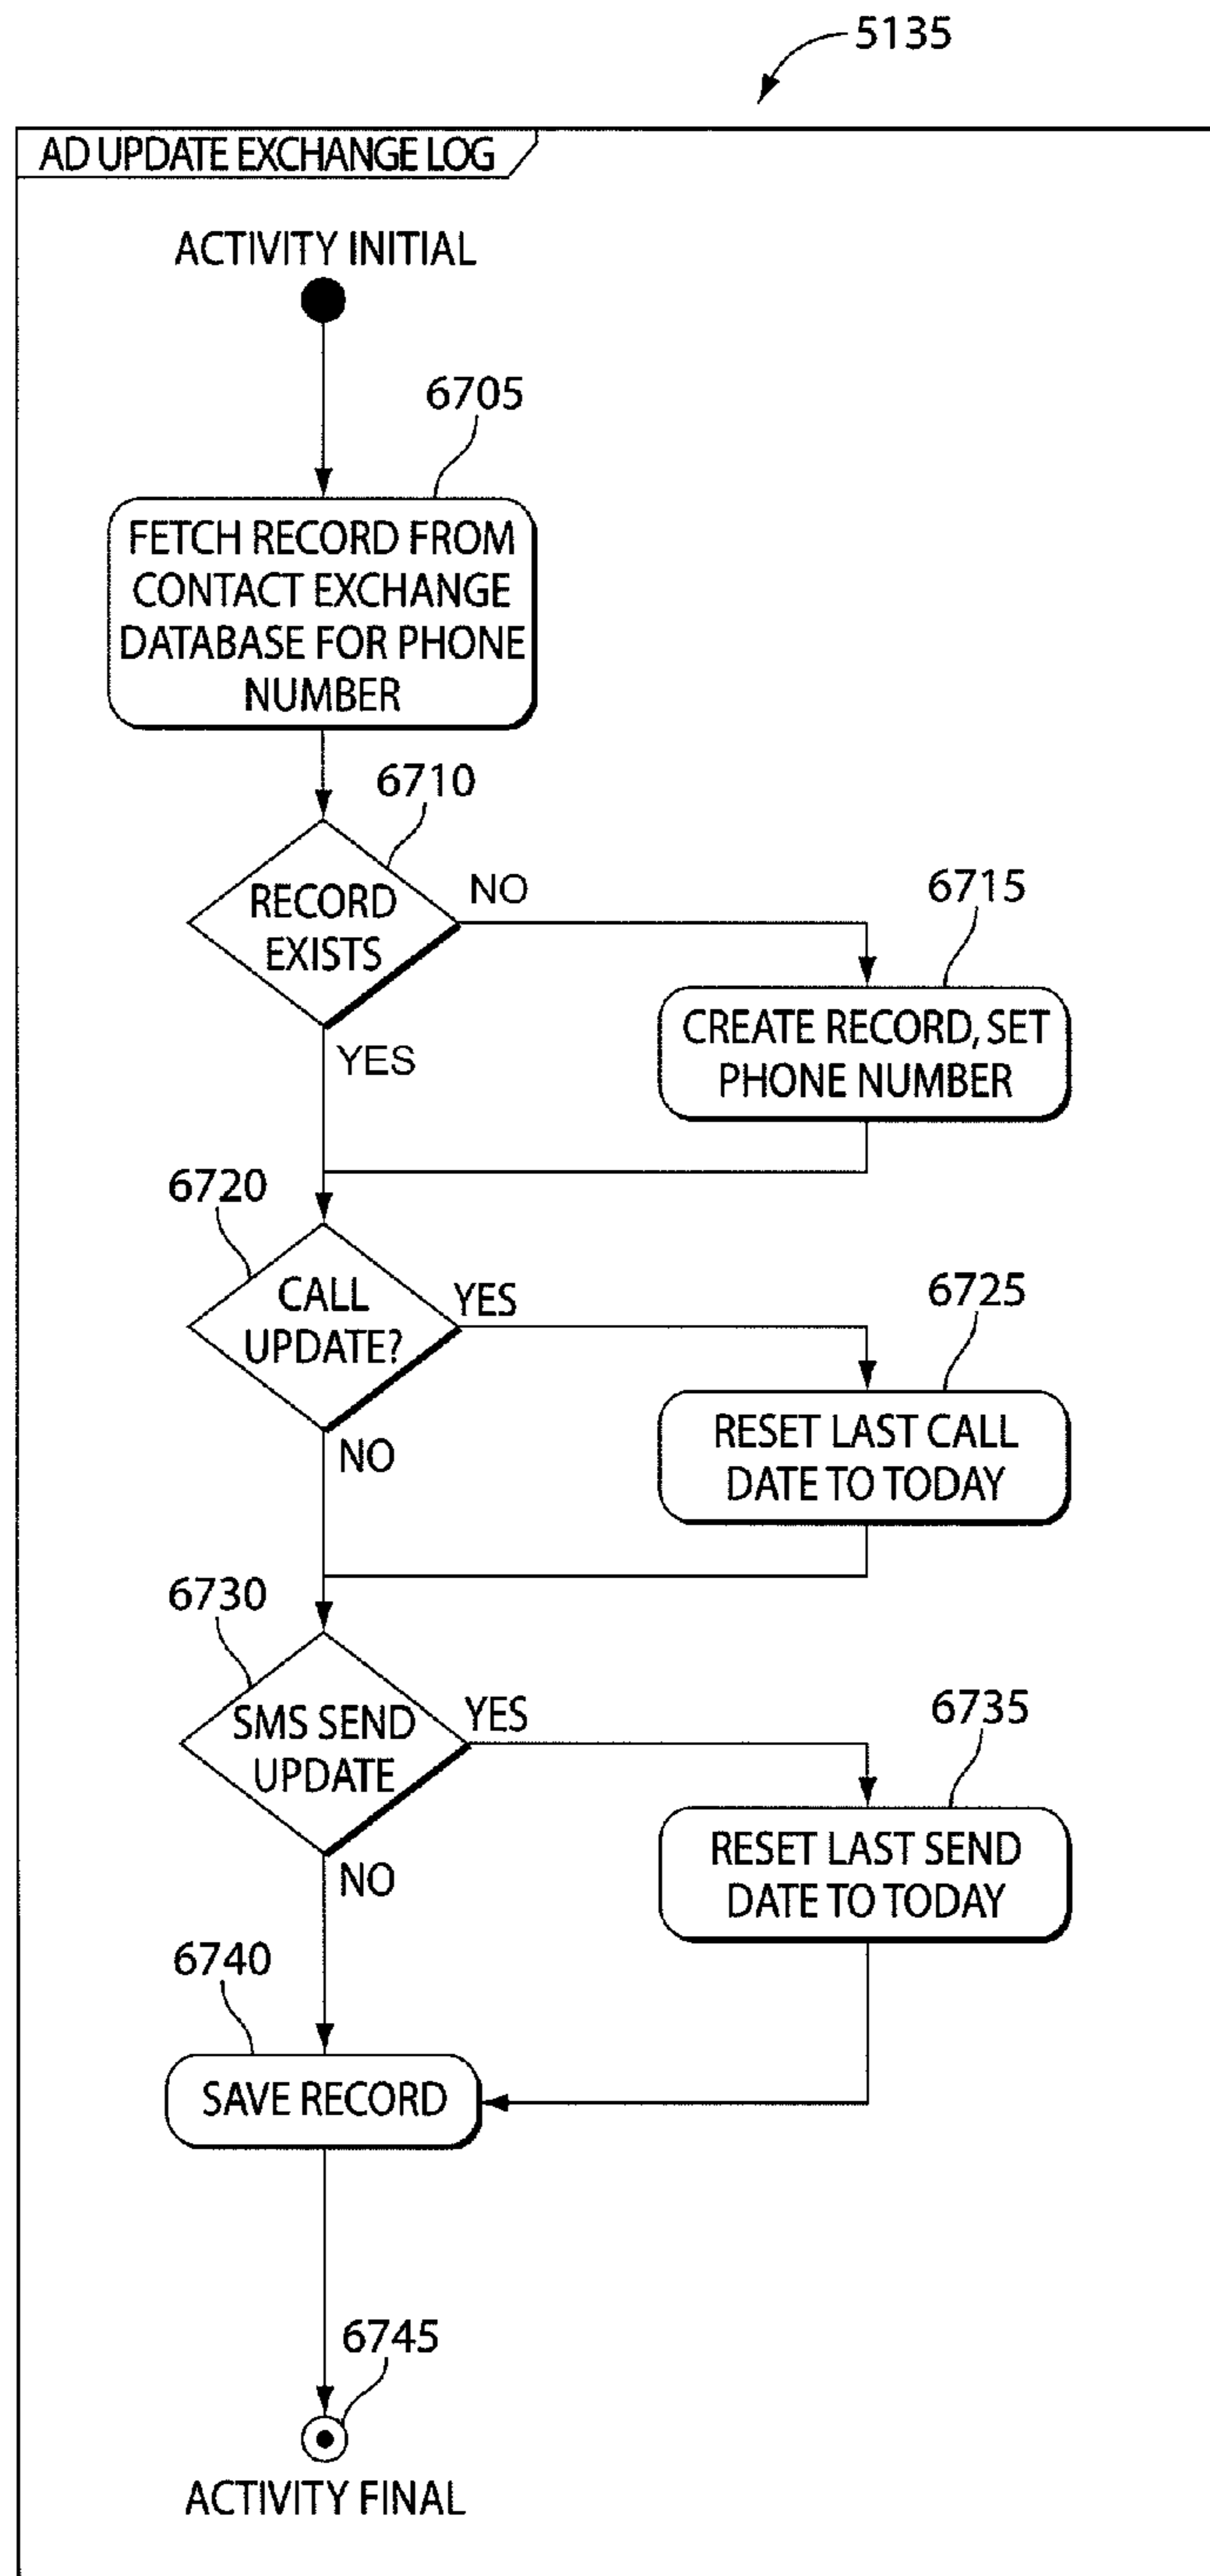 5135
AD UPDATE EXCHANGE LOG
ACTIVITY INITIAL
6705
FETCH RECORD FROM
CONTACT EXCHANGE
DATABASE FOR PHONE
NUMBER
6710
RECORD
EXISTS
NO
YES
6715
CREATE RECORD, SET
PHONE NUMBER
6720
CALL
UPDATE?
YES
NO
6725
RESET LAST CALL
DATE TO TODAY
6730
SMS SEND
UPDATE
YES
NO
6735
RESET LAST SEND
DATE TO TODAY
6740
SAVE RECORD
6745
ACTIVITY FINAL